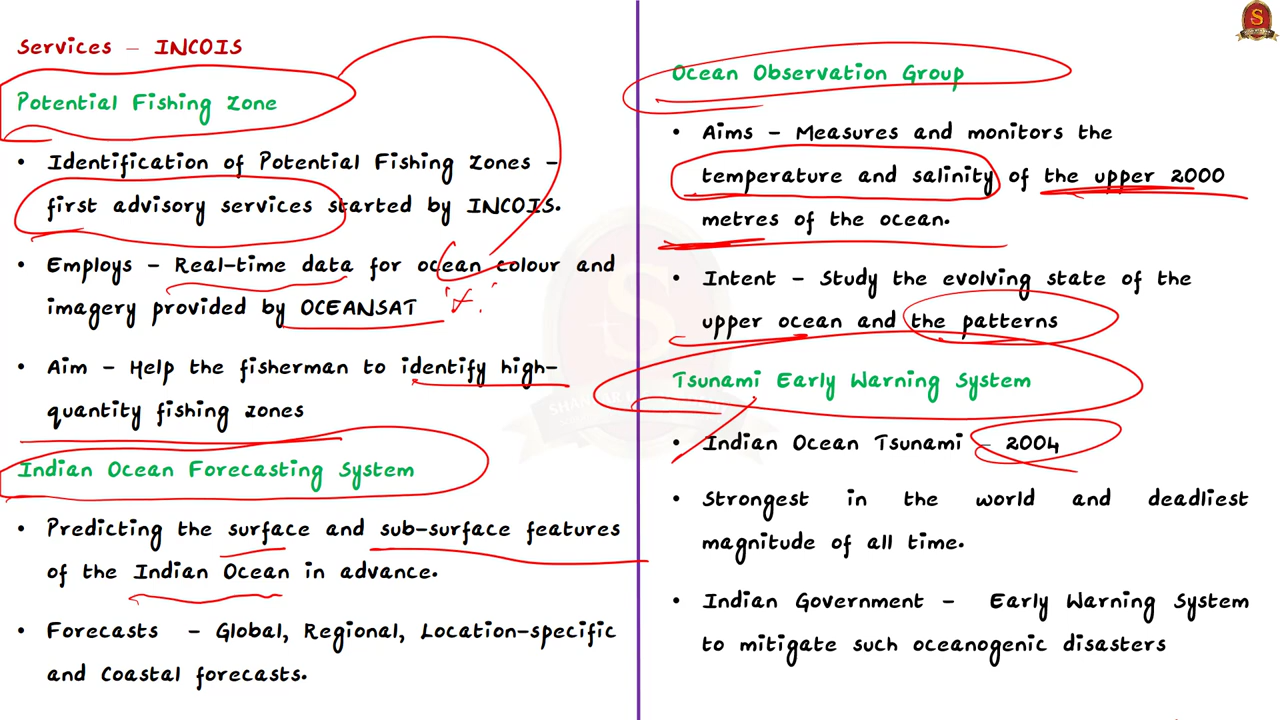 Services – INCOIS
Potential Fishing Zone
• Identification of Potential Fishing Zones –
first advisory services started by INCOIS.
• Employs – Real-time data for ocean colour and
imagery provided by OCEANSAT
• Aim – Help the fisherman to identify high-
quantity fishing zones
Indian Ocean Forecasting System
• Predicting the surface and sub-surface features
of the Indian Ocean in advance.
• Forecasts – Global, Regional, Location-specific
and Coastal forecasts.
Ocean Observation Group
• Aims – Measures and monitors the
temperature and salinity of the upper 2000
metres of the ocean.
• Intent – Study the evolving state of the
upper ocean and the patterns
Tsunami Early Warning System
• Indian Ocean Tsunami – 2004
• Strongest in the world and deadliest
magnitude of all time.
• Indian Government – Early Warning System
to mitigate such oceanogenic disasters